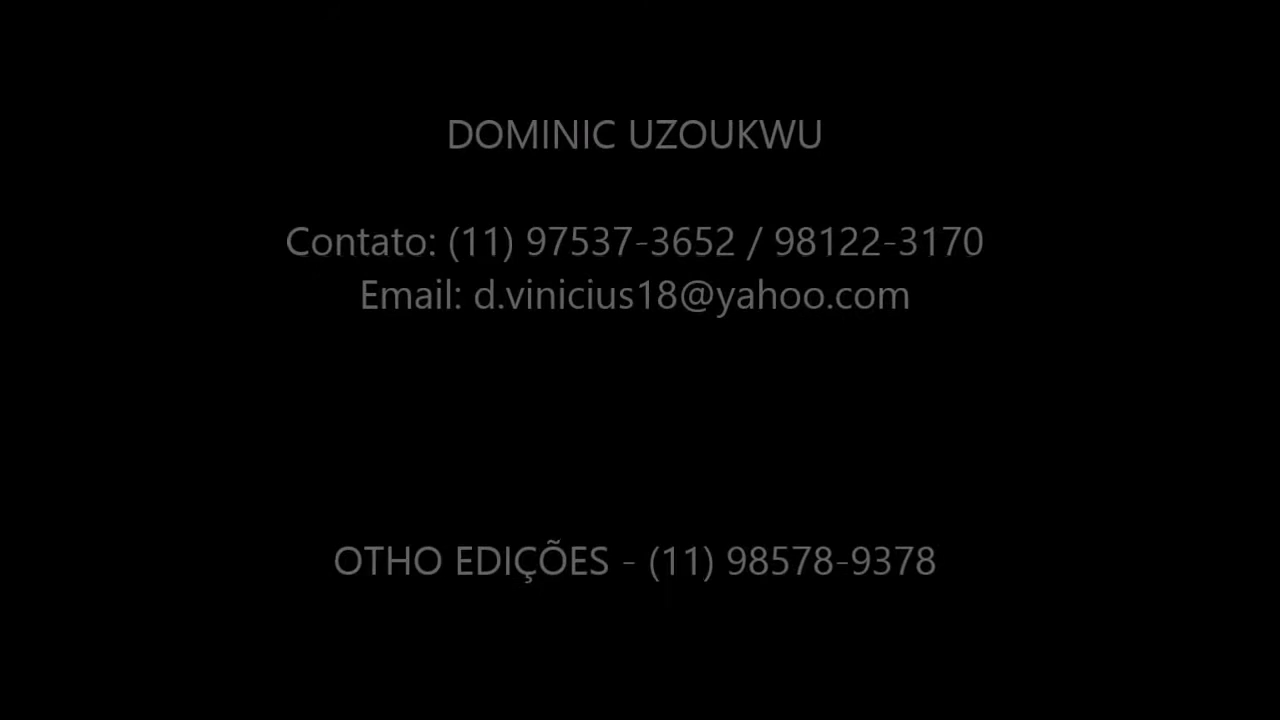 DOMINIC UZOUKWU
Contato: (11) 97537-3652 / 98122-3170
Email: d.vinicius18@yahoo.com
OTHO EDIÇÕES - (11) 98578-9378